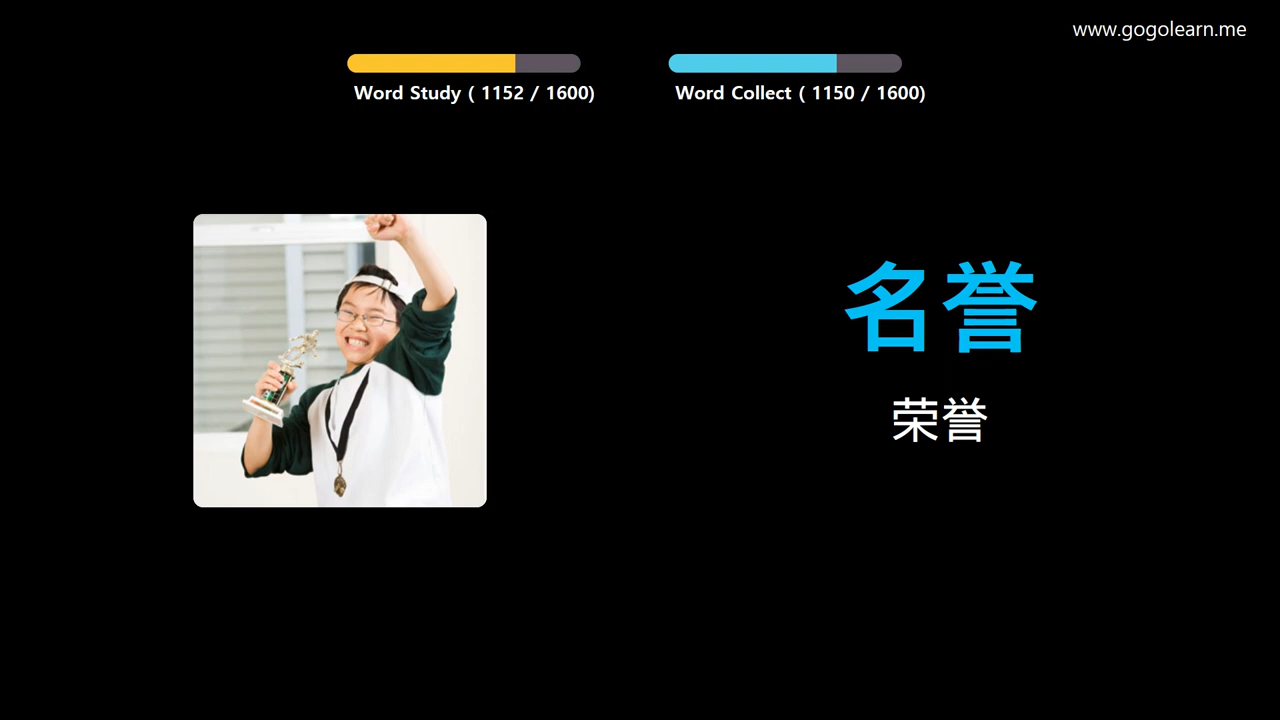 www.gogolearn.me
Word Study ( 1152 / 1600)
Word Collect ( 1150 / 1600)
名誉
荣誉